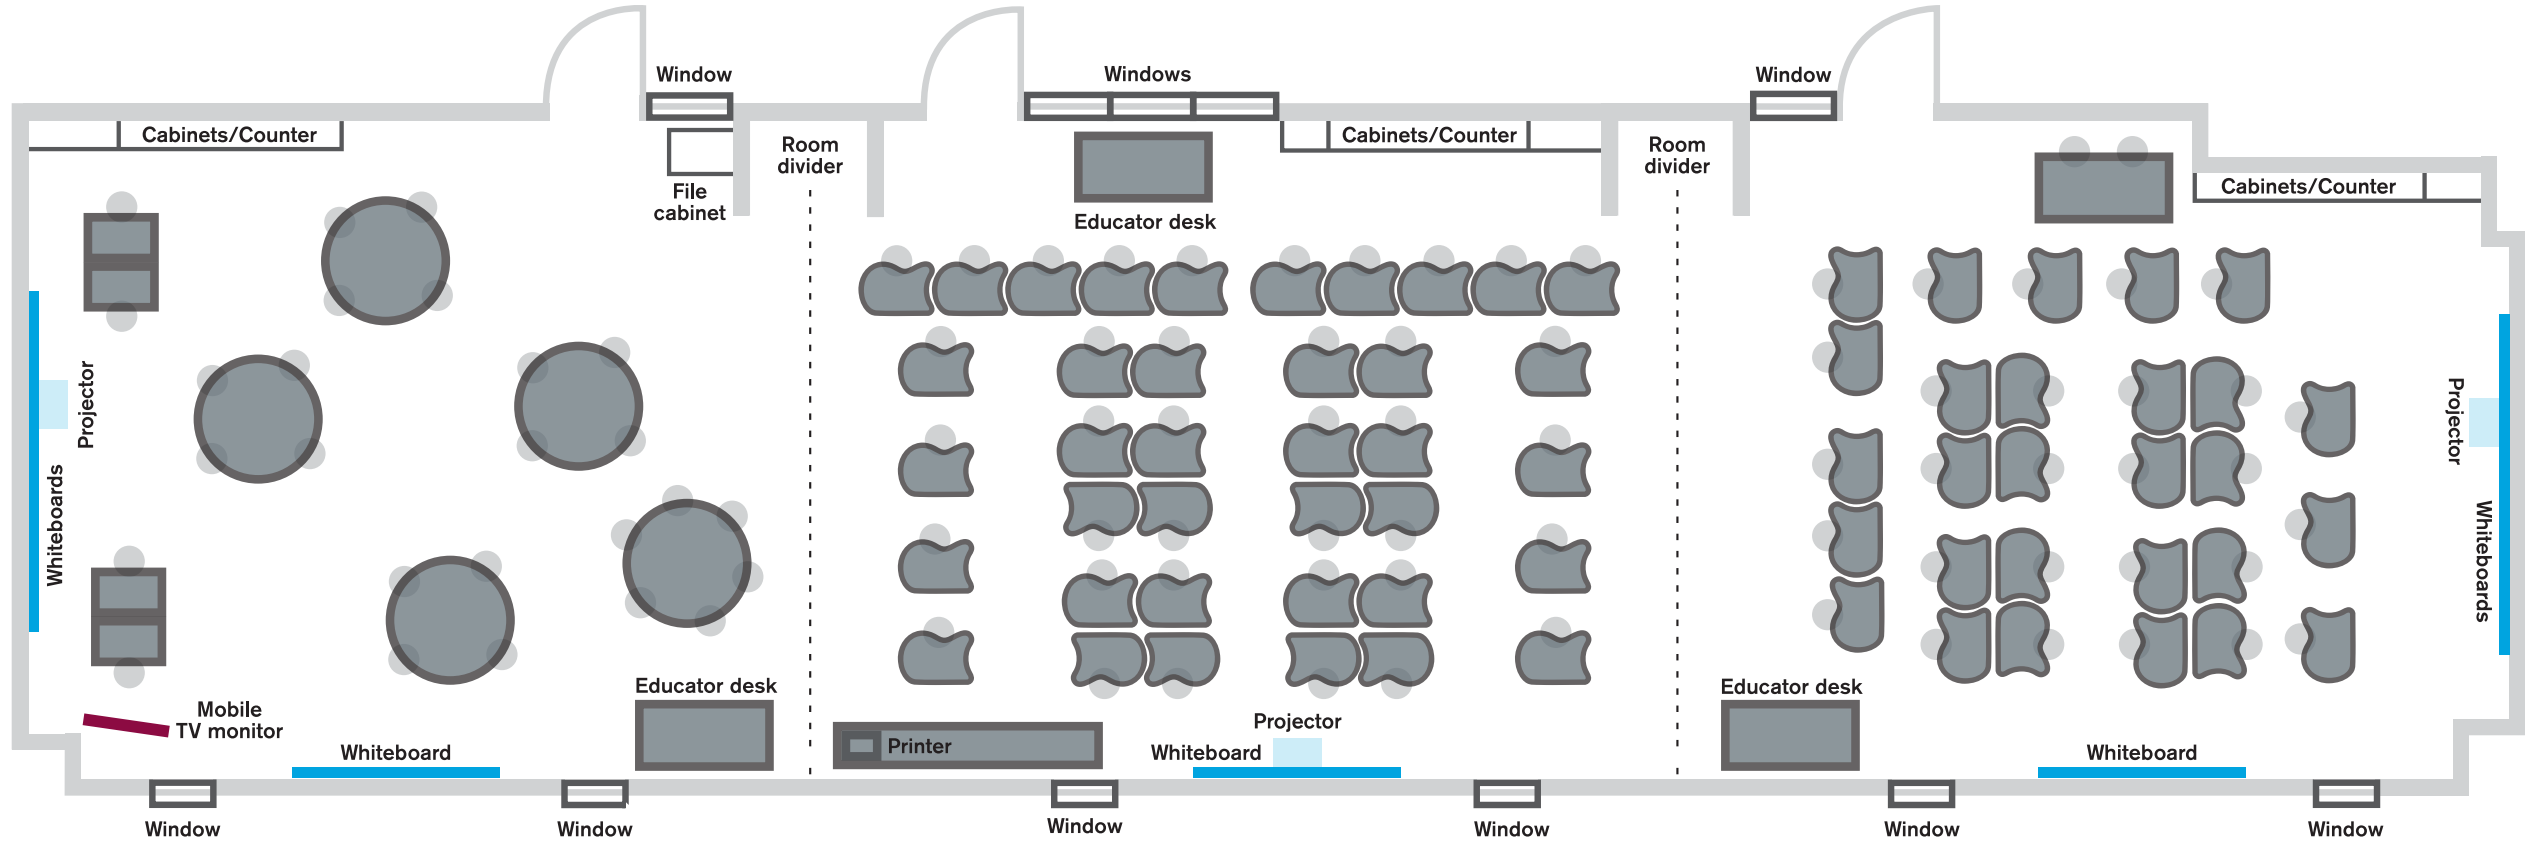 Window
Windows
Window
Cabinets/Counter
Room
divider
Cabinets/Counter
Room
divider
Cabinets/Counter
File
cabinet
Educator desk
Projector
Whiteboards
Projector
Whiteboards
Mobile
TV monitor
Educator desk
Educator desk
Whiteboard
Printer
Projector
Whiteboard
Whiteboard
Window
Window
Window
Window
Window
Window